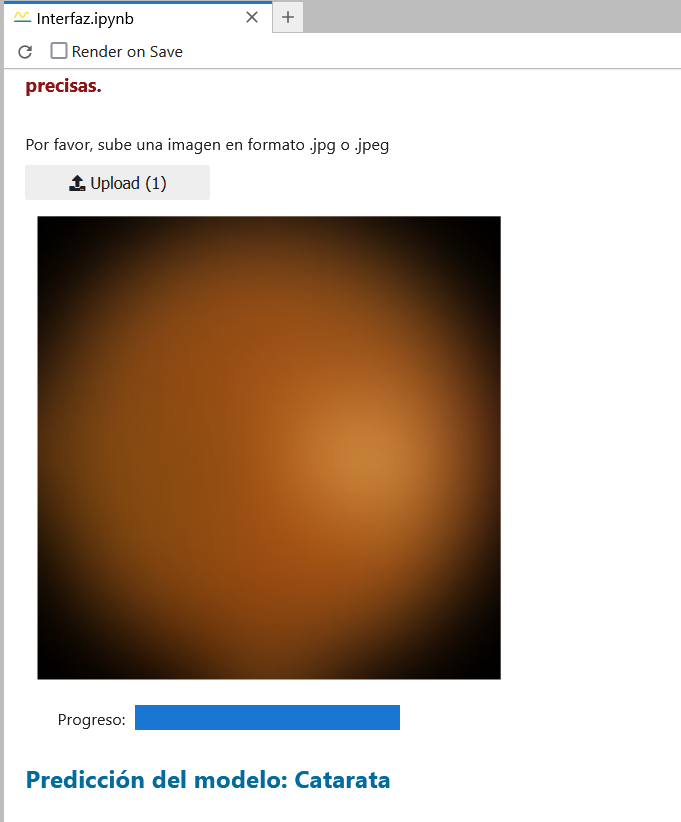 Interfaz.ipynb
Render on Save
precisas.
Por favor, sube una imagen en formato .jpg o .jpeg
Upload (1)
Progreso:
Predicción del modelo: Catarata